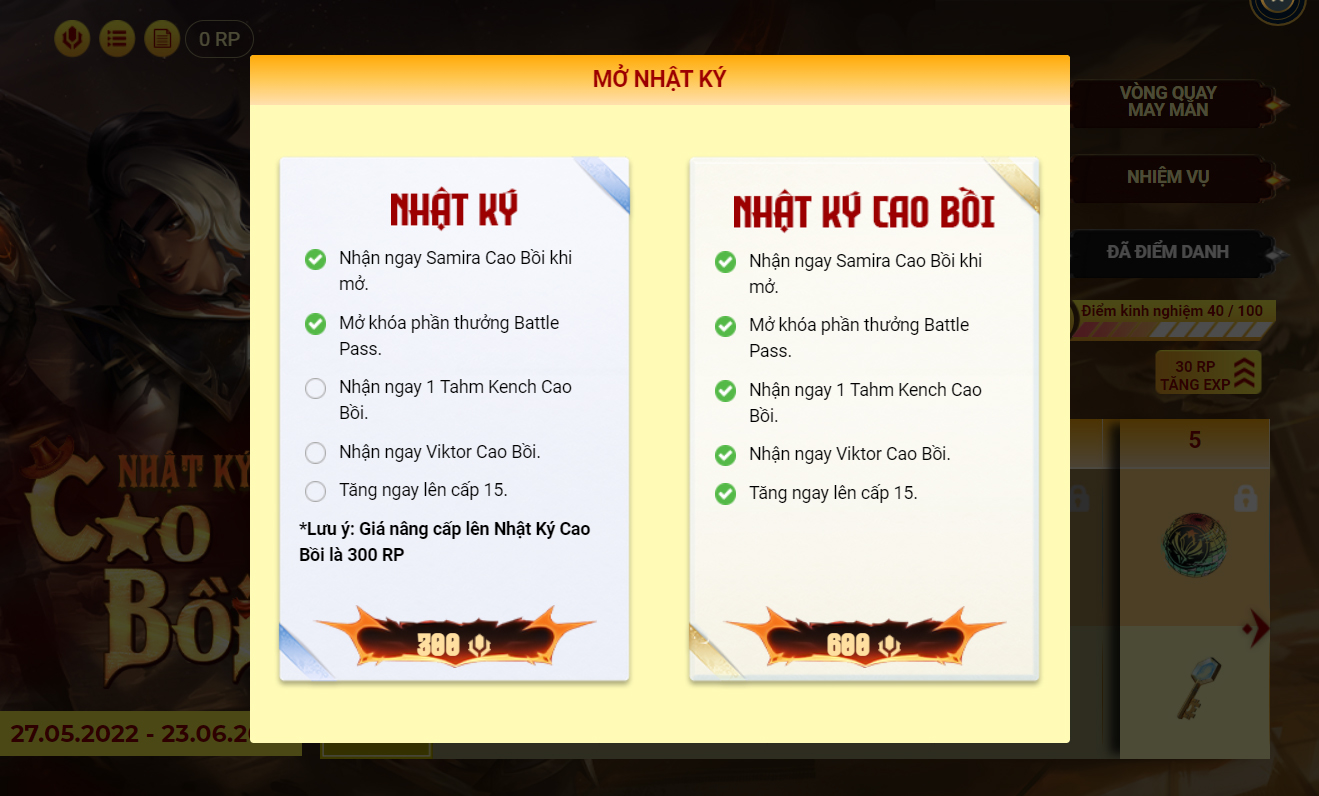 0 RP
MỞ NHẬT KÝ
VÒNG QUAY
MAY MẮN
NHIỆM VỤ
ĐÃ ĐIỂM DANH
Điểm kinh nghiệm 40 / 100
30 RP
TĂNG EXP
5
NHẬT KÝ
CAO
BỒI
27.05.2022 - 23.06.2
NHẬT KÝ
Nhận ngay Samira Cao Bồi khi
mở.
Mở khóa phần thưởng Battle
Pass.
Nhận ngay 1 Tahm Kench Cao
Bồi.
Nhận ngay Viktor Cao Bồi.
Tăng ngay lên cấp 15.
*Lưu ý: Giá nâng cấp lên Nhật Ký Cao
Bồi là 300 RP
300
NHẬT KÝ CAO BỒI
Nhận ngay Samira Cao Bồi khi
mở.
Mở khóa phần thưởng Battle
Pass.
Nhận ngay 1 Tahm Kench Cao
Bồi.
Nhận ngay Viktor Cao Bồi.
Tăng ngay lên cấp 15.
600